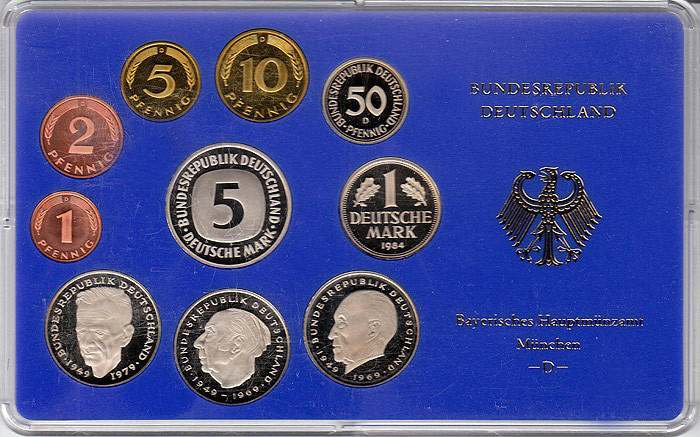 BUNDESREPUBLIK
DEUTSCHLAND
D
5
PFENNIG
D
10
PFENNIG
BUNDESREPUBLIK DEUTSCHLAND
50
D
PFENNIG
D
2
PFENNIG
BUNDESREPUBLIK DEUTSCHLAND
5
DEUTSCHE MARK
1
DEUTSCHE
MARK
1984
D
1
PFENNIG
BUNDESREPUBLIK DEUTSCHLAND
1949 1979
BUNDESREPUBLIK DEUTSCHLAND
1949 – 1969
BUNDESREPUBLIK DEUTSCHLAND
1949 1969
Bayerisches Hauptmünzamt
München
–D–